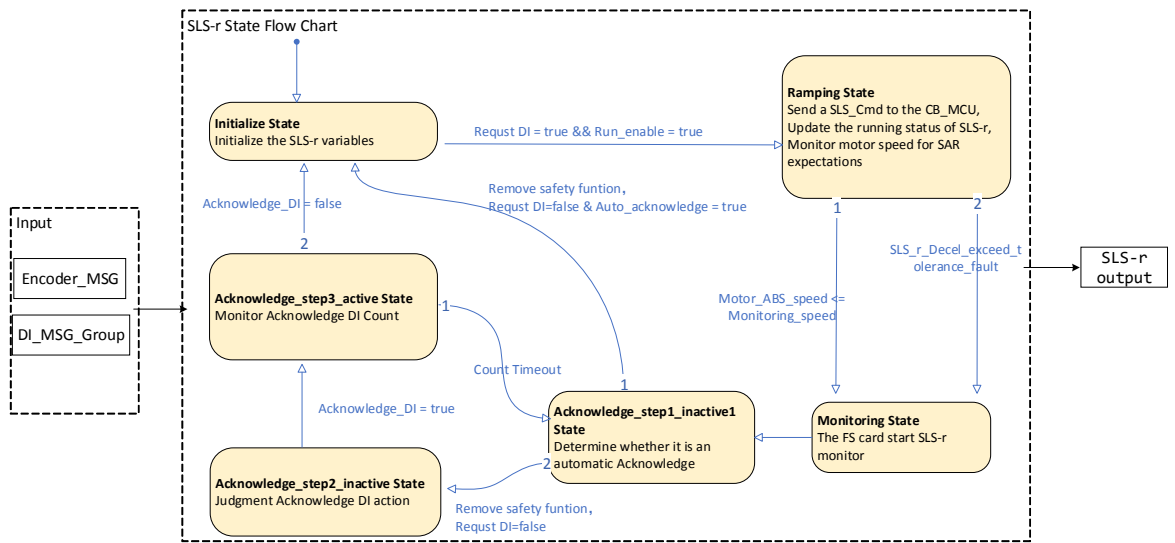 SLS-r State Flow Chart
Initialize State
Initialize the SLS-r variables
Requst DI = true && Run_enable = true
Ramping State
Send a SLS_Cmd to the CB_MCU,
Update the running status of SLS-r,
Monitor motor speed for SAR
expectations
1
2
Remove safety funtion，
Requst DI=false & Auto_acknowledge = true
Acknowledge_DI = false
2
Input
Encoder_MSG
DI_MSG_Group
SLS_r_Decel_exceed_t
olerance_fault
SLS-r
output
Acknowledge_step3_active State
Monitor Acknowledge DI Count
1
Motor_ABS_speed <=
Monitoring_speed
Count Timeout
1
Acknowledge_step1_inactive1
State
Determine whether it is an
automatic Acknowledge
2
Monitoring State
The FS card start SLS-r
monitor
Acknowledge_DI = true
Acknowledge_step2_inactive State
Judgment Acknowledge DI action
Remove safety funtion，
Requst DI=false